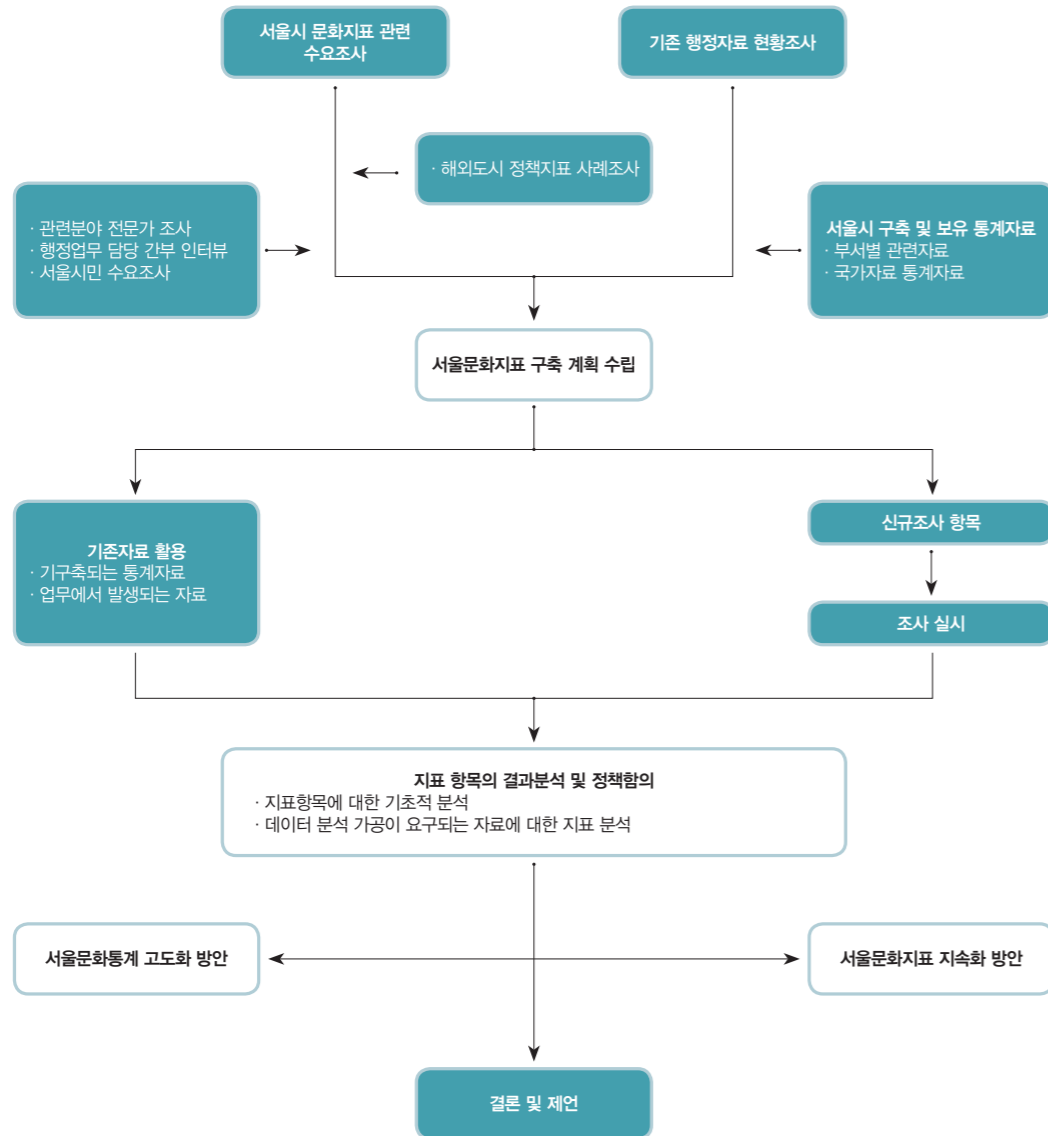 서울시 문화지표 관련
수요조사
기존 행정자료 현황조사
· 해외도시 정책지표 사례조사
· 관련분야 전문가 조사
· 행정업무 담당 간부 인터뷰
· 서울시민 수요조사
서울시 구축 및 보유 통계자료
· 부서별 관련자료
· 국가자료 통계자료
서울문화지표 구축 계획 수립
기존자료 활용
· 기구축되는 통계자료
· 업무에서 발생되는 자료
신규조사 항목
조사 실시
지표 항목의 결과분석 및 정책함의
· 지표항목에 대한 기초적 분석
· 데이터 분석 가공이 요구되는 자료에 대한 지표 분석
서울문화통계 고도화 방안
서울문화지표 지속화 방안
결론 및 제언